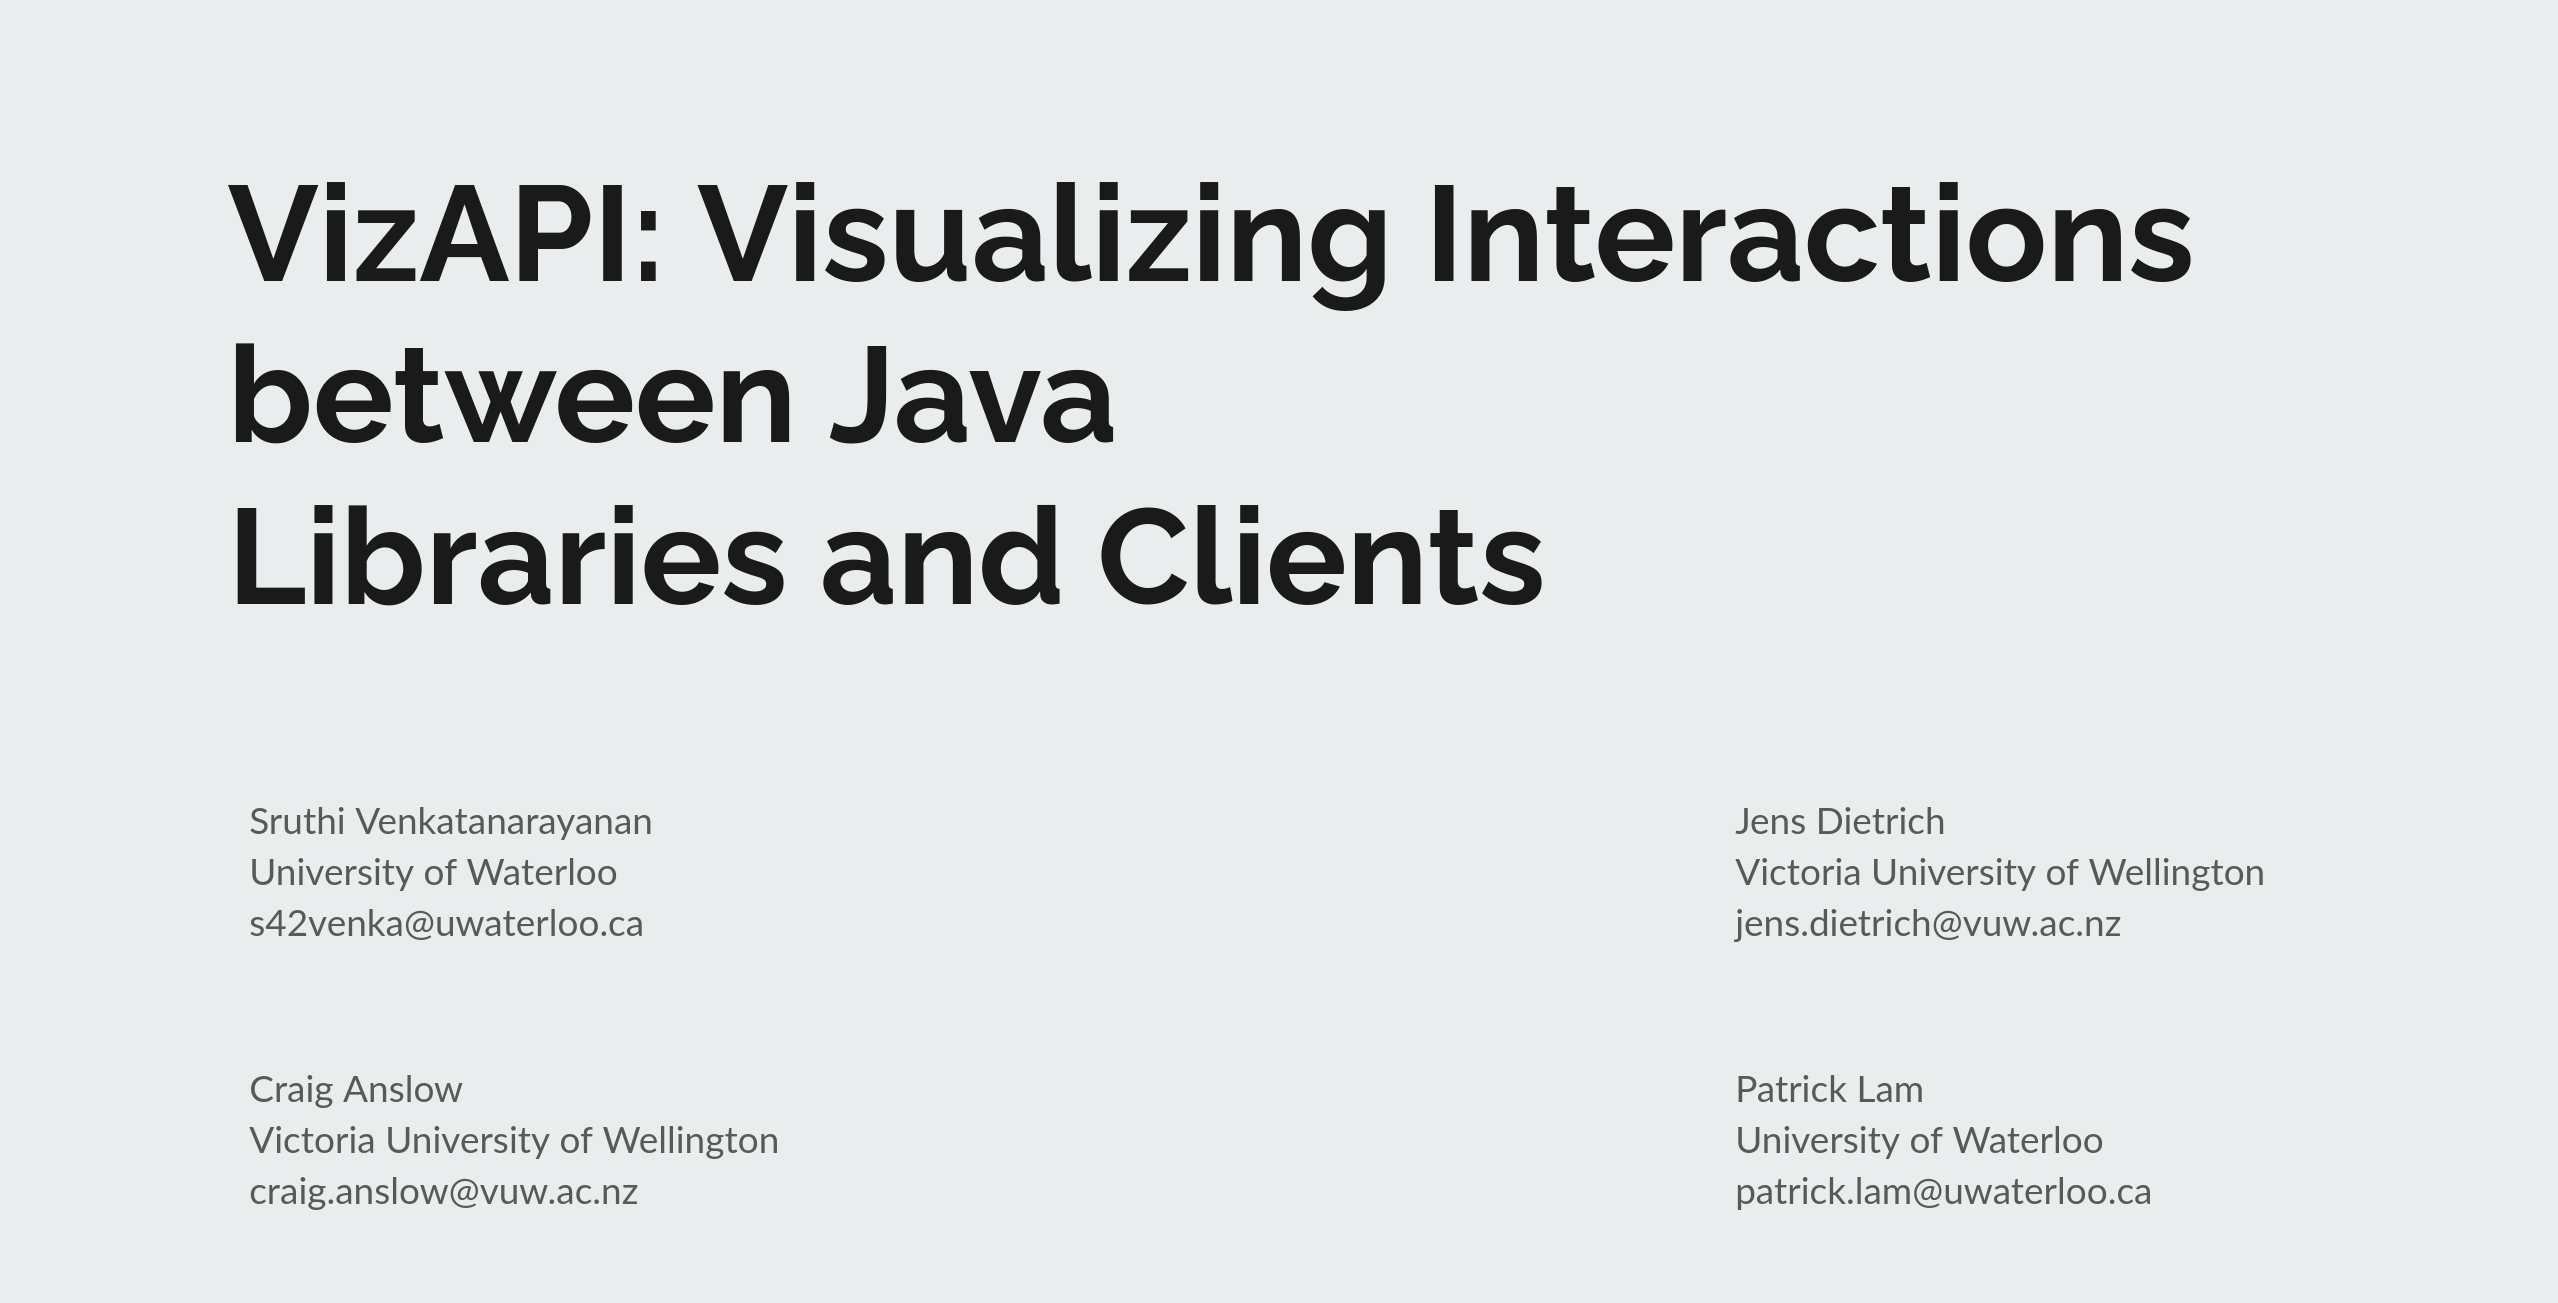 VizAPI: Visualizing Interactions
between Java
Libraries and Clients
Sruthi Venkatanarayanan
University of Waterloo
s42venka@uwaterloo.ca
Jens Dietrich
Victoria University of Wellington
jens.dietrich@vuw.ac.nz
Craig Anslow
Victoria University of Wellington
craig.anslow@vuw.ac.nz
Patrick Lam
University of Waterloo
patrick.lam@uwaterloo.ca